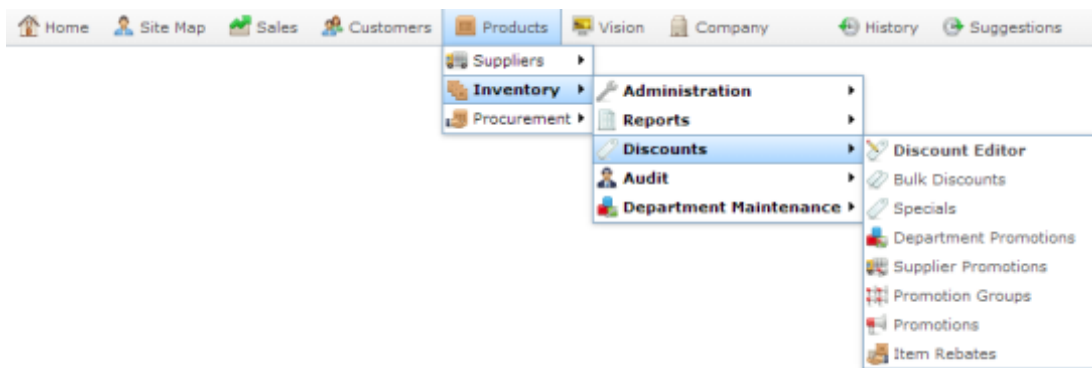 Home Site Map Sales Customers Products Vision Company History Suggestions
Suppliers
Inventory
Procurement
Administration
Reports
Discounts
Audit
Department Maintenance
Discount Editor
Bulk Discounts
Specials
Department Promotions
Supplier Promotions
Promotion Groups
Promotions
Item Rebates